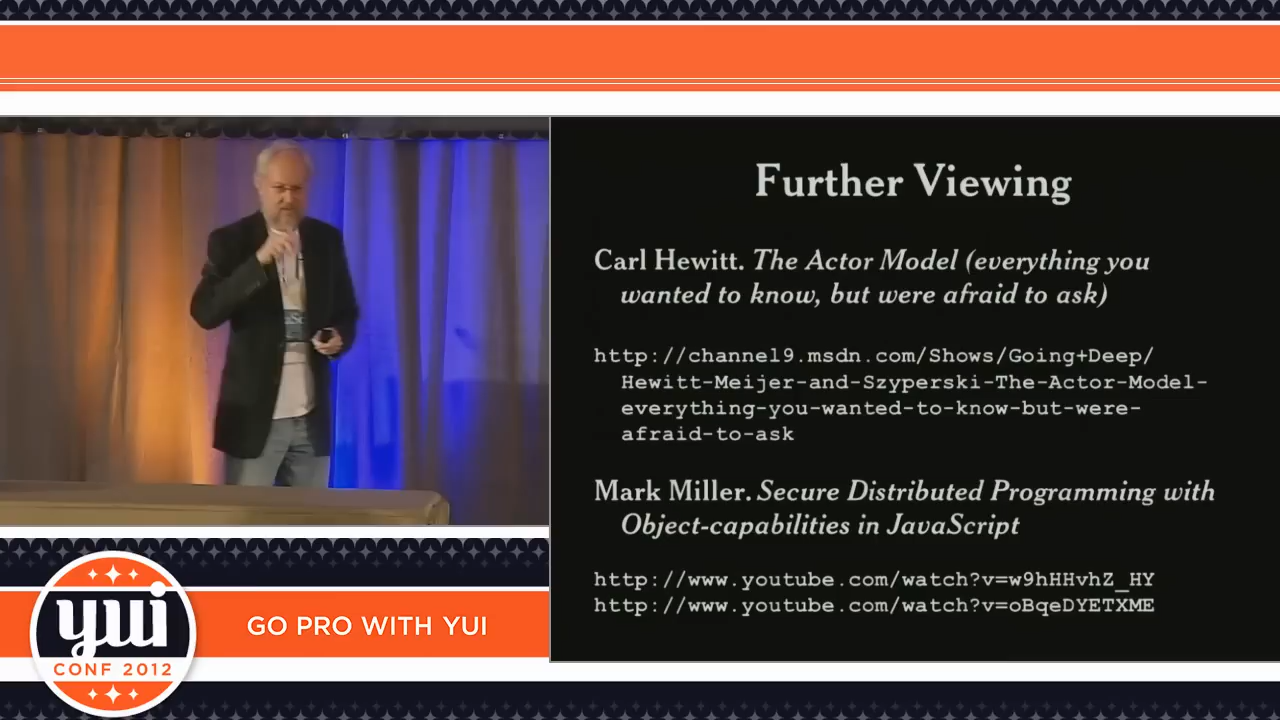 Further Viewing
Carl Hewitt. The Actor Model (everything you
wanted to know, but were afraid to ask)
http://channel9.msdn.com/Shows/Going+Deep/
Hewitt-Meijer-and-Szyperski-The-Actor-Model-
everything-you-wanted-to-know-but-were-
afraid-to-ask
Mark Miller. Secure Distributed Programming with
Object-capabilities in JavaScript
http://www.youtube.com/watch?v=w9hHHvhZ_HY
http://www.youtube.com/watch?v=oBqeDYETXME
yui
CONF 2012
GO PRO WITH YUI